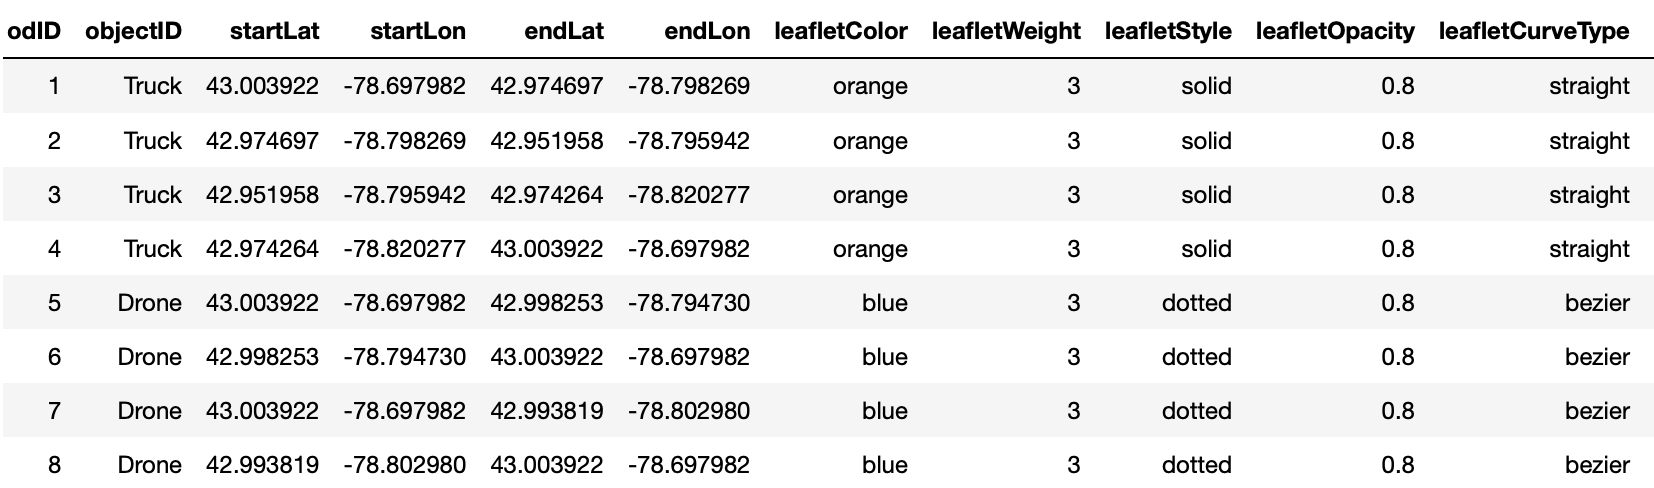 odID objectID startLat startLon endLat endLon leafletColor leafletWeight leafletStyle leafletOpacity leafletCurveType
1 Truck 43.003922 -78.697982 42.974697 -78.798269 orange 3 solid 0.8 straight
2 Truck 42.974697 -78.798269 42.951958 -78.795942 orange 3 solid 0.8 straight
3 Truck 42.951958 -78.795942 42.974264 -78.820277 orange 3 solid 0.8 straight
4 Truck 42.974264 -78.820277 43.003922 -78.697982 orange 3 solid 0.8 straight
5 Drone 43.003922 -78.697982 42.998253 -78.794730 blue 3 dotted 0.8 bezier
6 Drone 42.998253 -78.794730 43.003922 -78.697982 blue 3 dotted 0.8 bezier
7 Drone 43.003922 -78.697982 42.993819 -78.802980 blue 3 dotted 0.8 bezier
8 Drone 42.993819 -78.802980 43.003922 -78.697982 blue 3 dotted 0.8 bezier